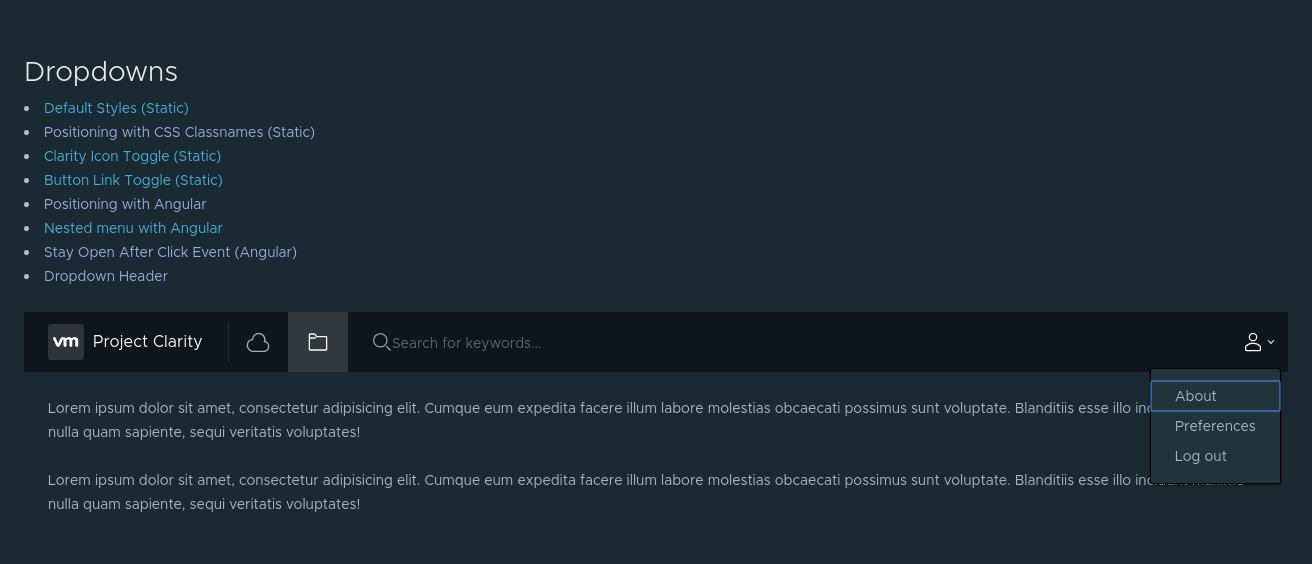 Dropdowns
Default Styles (Static)
Positioning with CSS Classnames (Static)
Clarity Icon Toggle (Static)
Button Link Toggle (Static)
Positioning with Angular
Nested menu with Angular
Stay Open After Click Event (Angular)
Dropdown Header
vm Project Clarity Search for keywords...
Lorem ipsum dolor sit amet, consectetur adipisicing elit. Cumque eum expedita facere illum labore molestias obcaecati possimus sunt voluptate. Blanditiis esse illo
nulla quam sapiente, sequi veritatis voluptates!
About
Preferences
Log out
Lorem ipsum dolor sit amet, consectetur adipisicing elit. Cumque eum expedita facere illum labore molestias obcaecati possimus sunt voluptate. Blanditiis esse illo
nulla quam sapiente, sequi veritatis voluptates!